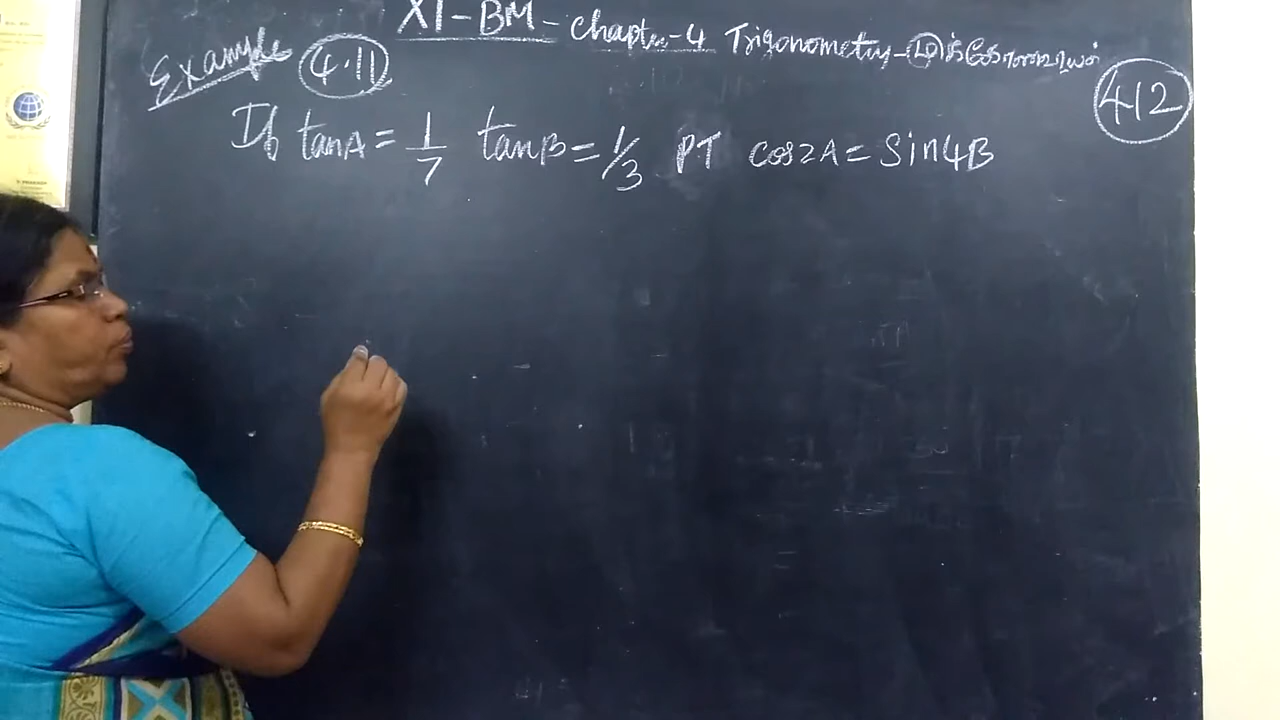 XI - BM - Chapter - 4 Trigonometry -
Example 4.11
412
If tanA = 1/7 tanB = 1/3 PT cos2A = Sin4B